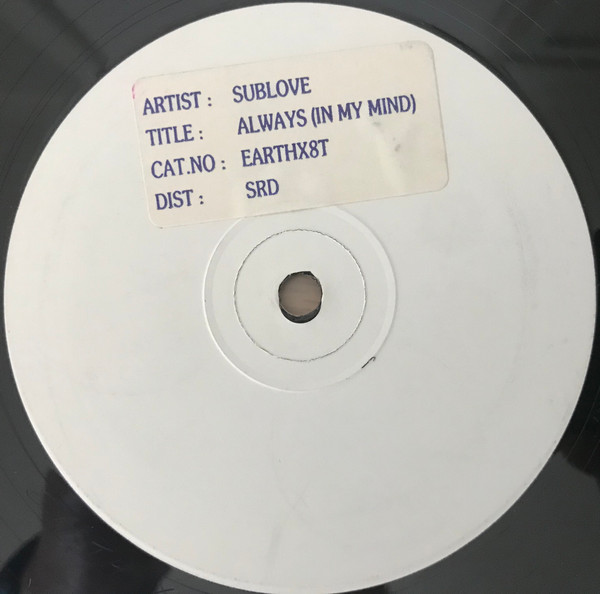 ARTIST : SUBLOVE
TITLE : ALWAYS (IN MY MIND)
CAT.NO : EARTHX8T
DIST : SRD